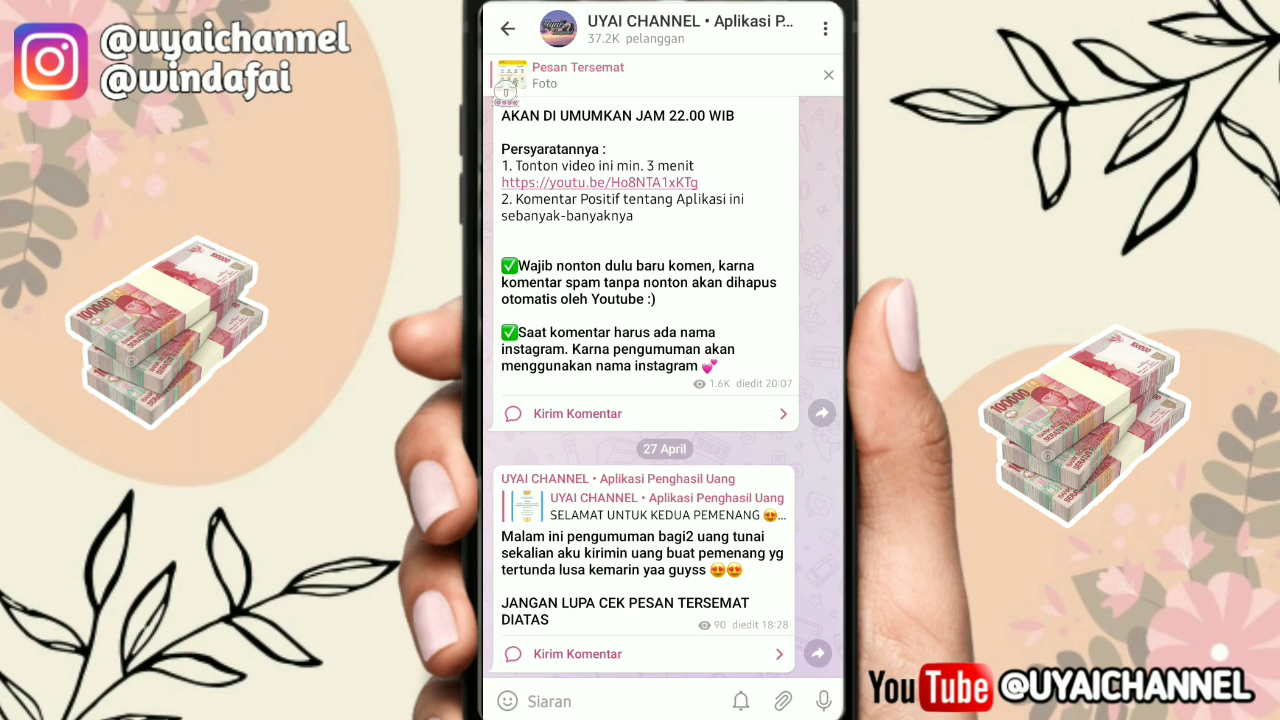 @uyaichannel
@windafai
UYAI CHANNEL • Aplikasi P...
37.2K pelanggan
Pesan Tersemat
Foto
AKAN DI UMUMKAN JAM 22.00 WIB
Persyaratannya :
1. Tonton video ini min. 3 menit
https://youtu.be/Ho8NTA1xKTg
2. Komentar Positif tentang Aplikasi ini
sebanyak-banyaknya
✅Wajib nonton dulu baru komen, karna
komentar spam tanpa nonton akan dihapus
otomatis oleh Youtube :)
✅Saat komentar harus ada nama
instagram. Karna pengumuman akan
menggunakan nama instagram 💕
1.6K diedit 20:07
Kirim Komentar
27 April
UYAI CHANNEL • Aplikasi Penghasil Uang
UYAI CHANNEL • Aplikasi Penghasil Uang
SELAMAT UNTUK KEDUA PEMENANG 😍...
Malam ini pengumuman bagi2 uang tunai
sekalian aku kirimin uang buat pemenang yg
tertunda lusa kemarin yaa guyss 😍😍
JANGAN LUPA CEK PESAN TERSEMAT
DIATAS
90 diedit 18:28
Kirim Komentar
Siaran
100000
100000
100000
100000
YouTube @UYAICHANNEL